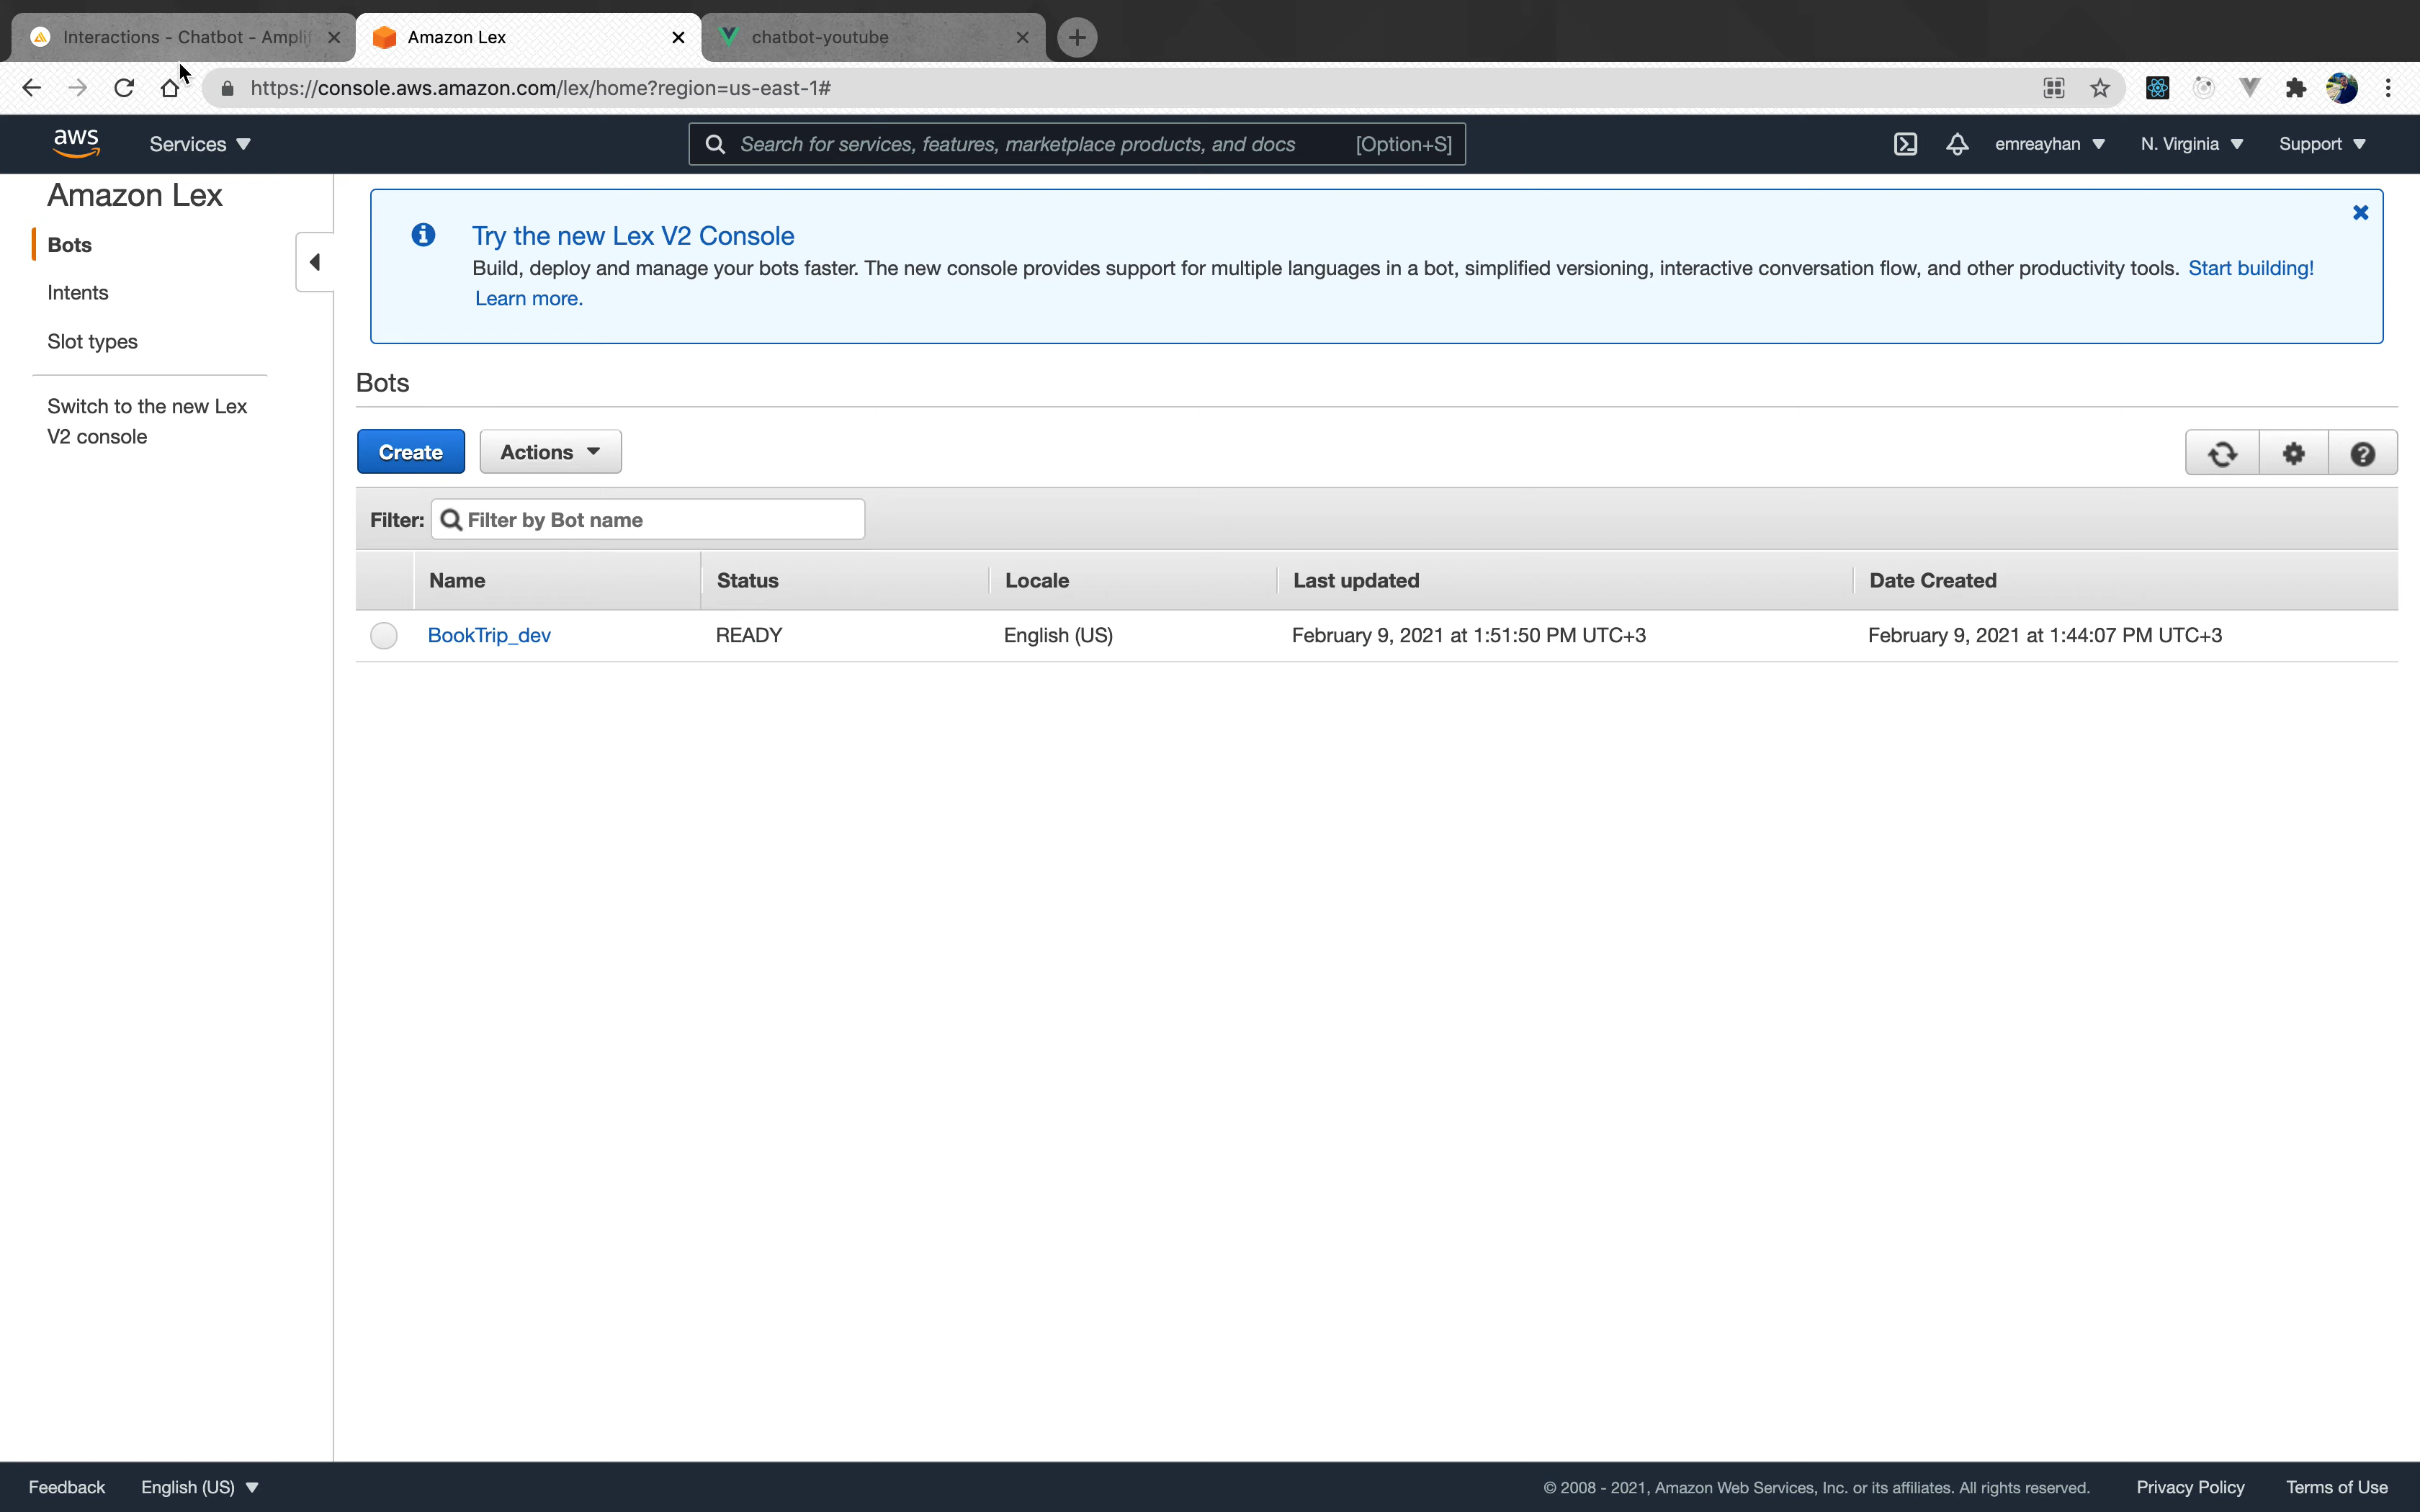 Interactions - Chatbot - Ampli
Amazon Lex
chatbot-youtube
https://console.aws.amazon.com/lex/home?region=us-east-1#
aws
Services
Search for services, features, marketplace products, and docs
[Option+S]
emreayhan
N. Virginia
Support
Amazon Lex
Bots
Intents
Slot types
Switch to the new Lex
V2 console
Try the new Lex V2 Console
Build, deploy and manage your bots faster. The new console provides support for multiple languages in a bot, simplified versioning, interactive conversation flow, and other productivity tools. Start building!
Learn more.
Bots
Create
Actions
Filter: Filter by Bot name
Name Status Locale Last updated Date Created
BookTrip_dev READY English (US) February 9, 2021 at 1:51:50 PM UTC+3 February 9, 2021 at 1:44:07 PM UTC+3
Feedback
English (US)
© 2008 - 2021, Amazon Web Services, Inc. or its affiliates. All rights reserved.
Privacy Policy
Terms of Use